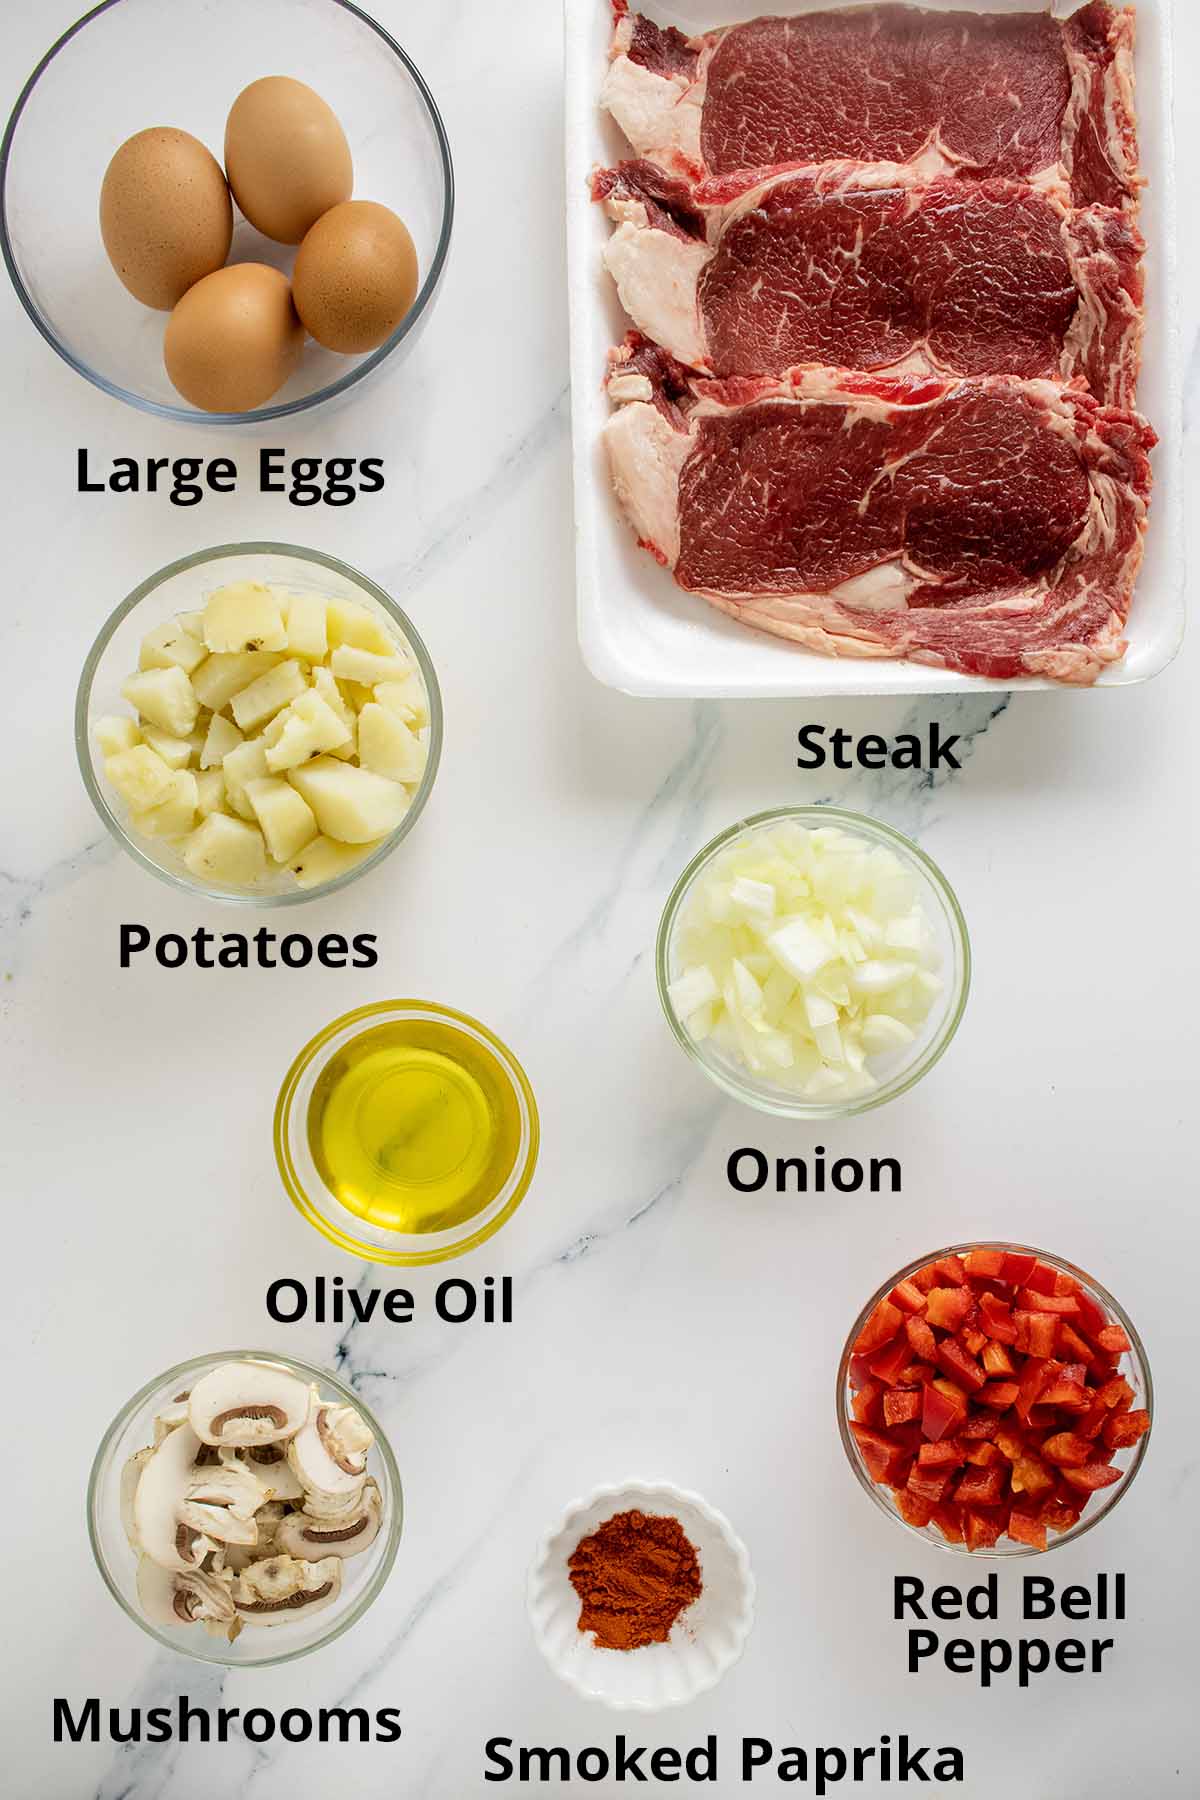 Large Eggs
Steak
Potatoes
Onion
Olive Oil
Red Bell
Pepper
Mushrooms
Smoked Paprika